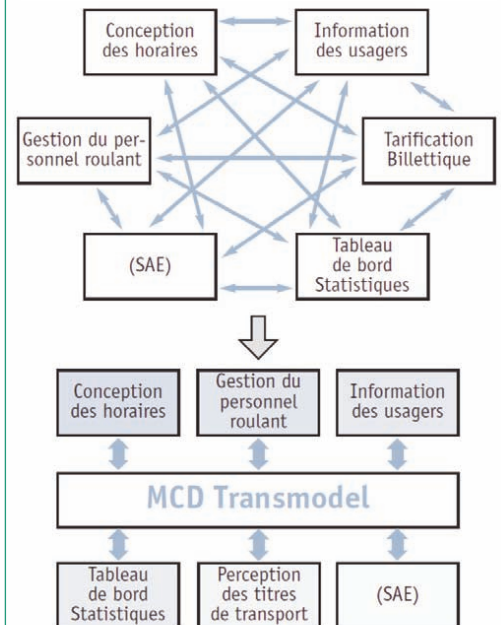 Conception
des horaires
Information
des usagers
Gestion du per-
sonnel roulant
Tarification
Billettique
(SAE)
Tableau
de bord
Statistiques
Conception
des horaires
Gestion du
personnel
roulant
Information
des usagers
MCD Transmodel
Tableau
de bord
Statistiques
Perception
des titres
de transport
(SAE)